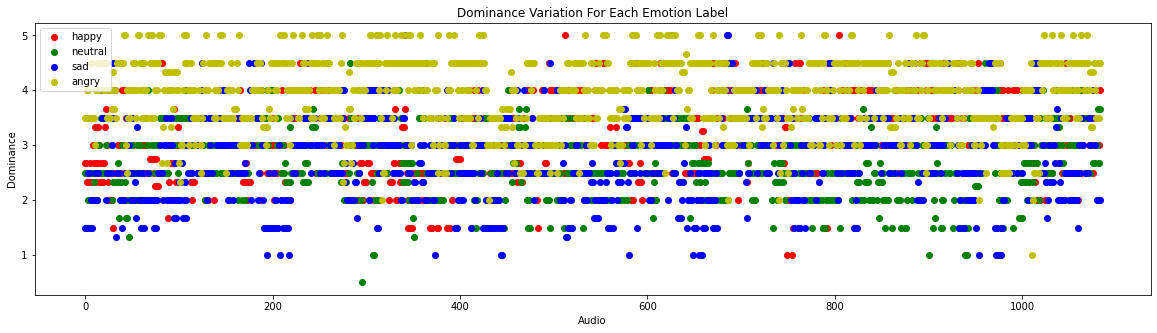 Dominance Variation For Each Emotion Label
happy
neutral
sad
angry
Dominance
5
4
3
2
1
0
200
400
600
800
1000
Audio